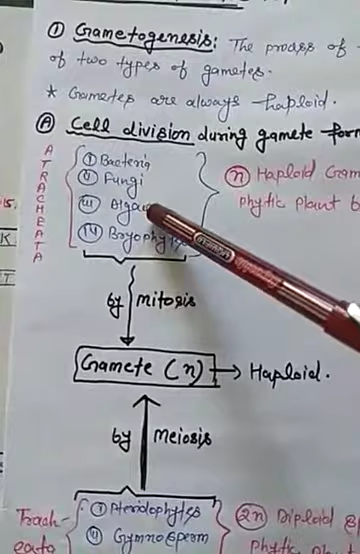 ① Gametogenesis: The process of
of two types of gametes.
* Gametes are always haploid.
Ⓐ Cell division during gamete form
ATRACHEATA
① Bacteria
② Fungi
③ Algae
④ Bryophytes
ⓝ Haploid Gam
phytic plant b
by mitosis
Gamete (n) → Haploid.
by Meiosis
Trach-
eata
① Pteridophytes
② Gymnosperm
2n Diploid
phytic